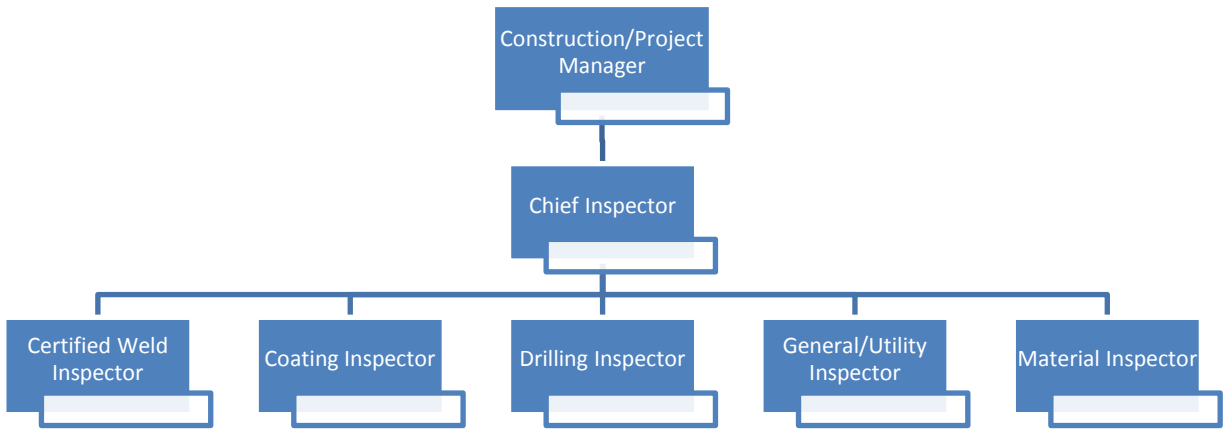 Construction/Project
Manager
Chief Inspector
Certified Weld
Inspector
Coating Inspector
Drilling Inspector
General/Utility
Inspector
Material Inspector